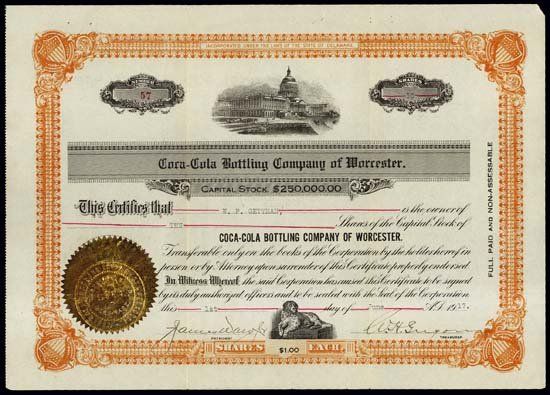 INCORPORATED UNDER THE LAWS OF THE STATE OF DELAWARE
57
SHARES
Coca-Cola Bottling Company of Worcester.
CAPITAL STOCK $250,000.00
This Certifies that W. P. is the owner of
TEN Shares of the Capital Stock of
COCA-COLA BOTTLING COMPANY OF WORCESTER.
Transferable only on the books of the Corporation by the holder hereof in
person or by Attorney upon surrender of this Certificate properly endorsed
In Witness Whereof, the said Corporation has caused this Certificate to be signed
by its duly authorized officers and to be sealed with the Seal of the Corporation
this 1st day of June A.D. 1917.
PRESIDENT
TREASURER
SHARES $1.00 EACH
FULL PAID AND NON-ASSESSABLE